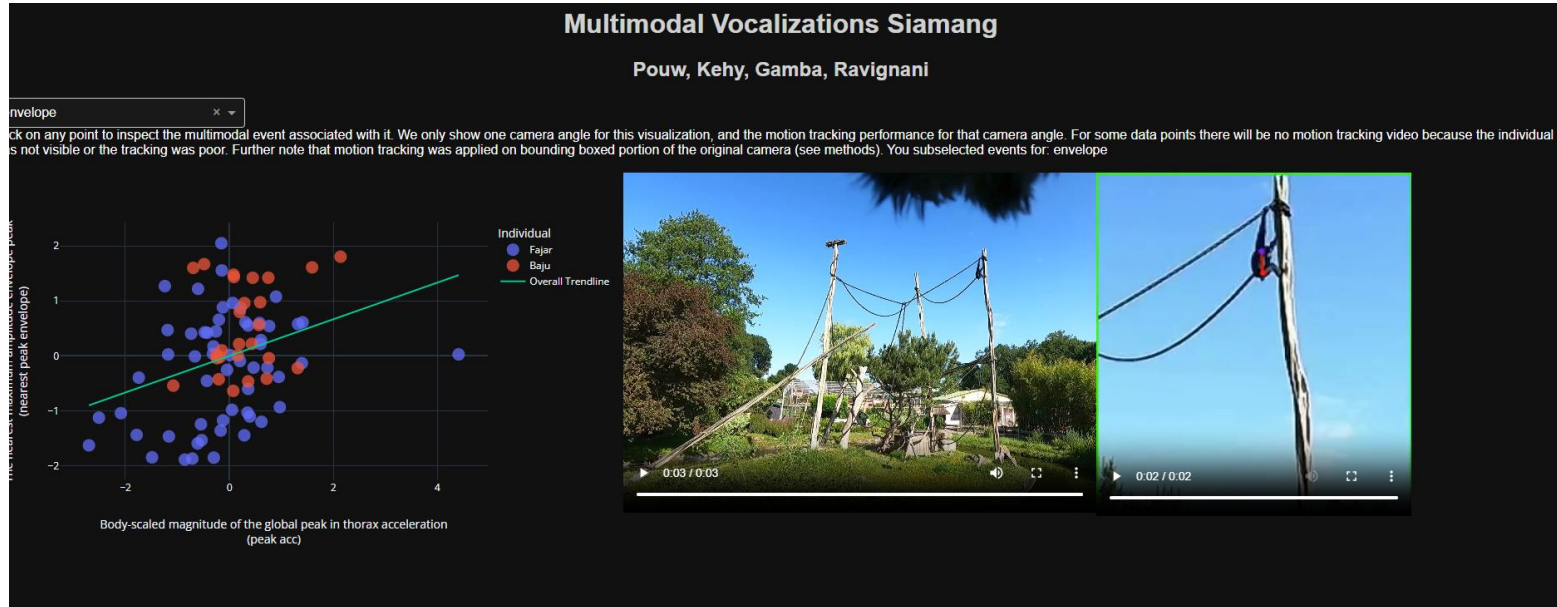 Multimodal Vocalizations Siamang
Pouw, Kehy, Gamba, Ravignani
envelope
ck on any point to inspect the multimodal event associated with it. We only show one camera angle for this visualization, and the motion tracking performance for that camera angle. For some data points there will be no motion tracking video because the individual
s not visible or the tracking was poor. Further note that motion tracking was applied on bounding boxed portion of the original camera (see methods). You subselected events for: envelope
(nearest peak envelope)
2
1
0
−1
−2
−2
0
2
4
Body-scaled magnitude of the global peak in thorax acceleration
(peak acc)
Individual
Fajar
Baju
Overall Trendline
0:03 / 0:03
0:02 / 0:02